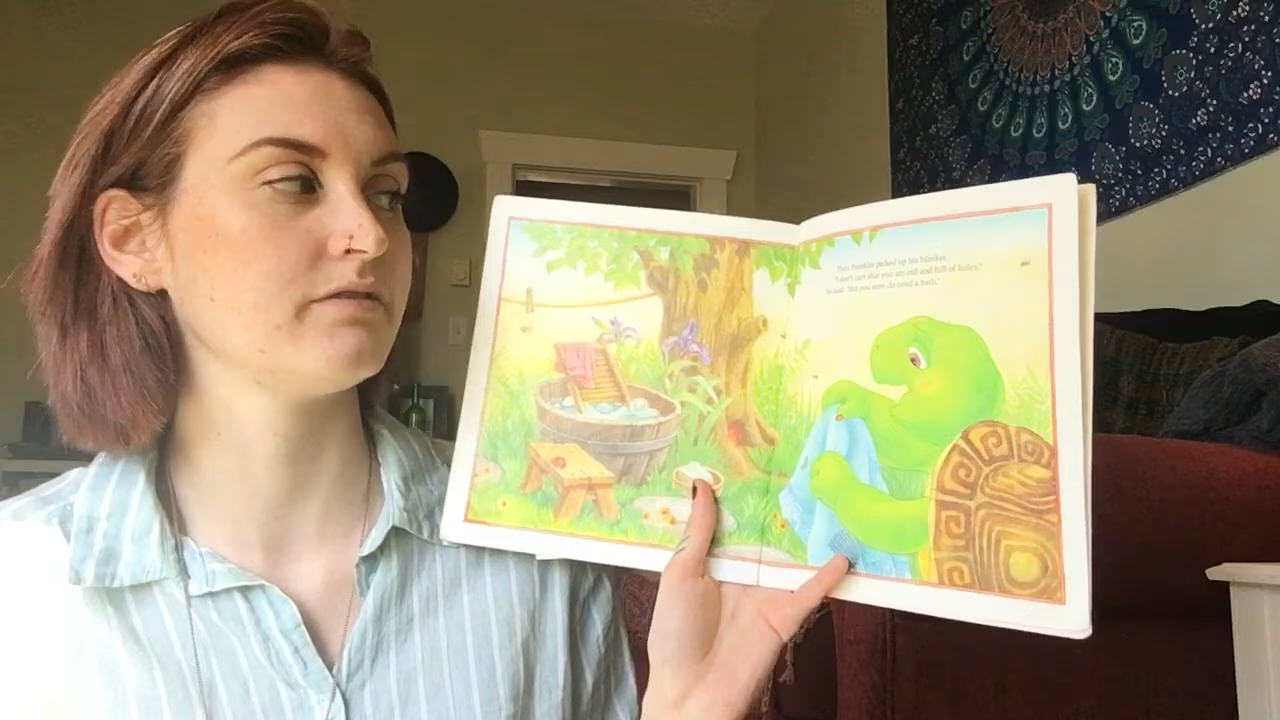 Then Franklin picked up his blanket.
"I don't care that you are old and full of holes,"
he said. "But you sure do need a bath."